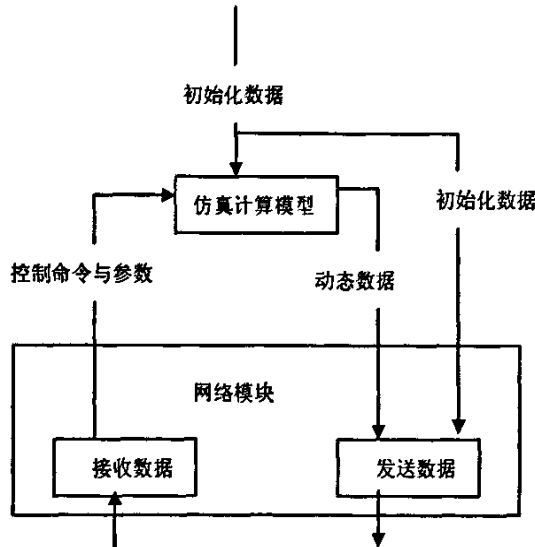 初始化数据
仿真计算模型
初始化数据
控制命令与参数
动态数据
网络模块
接收数据
发送数据